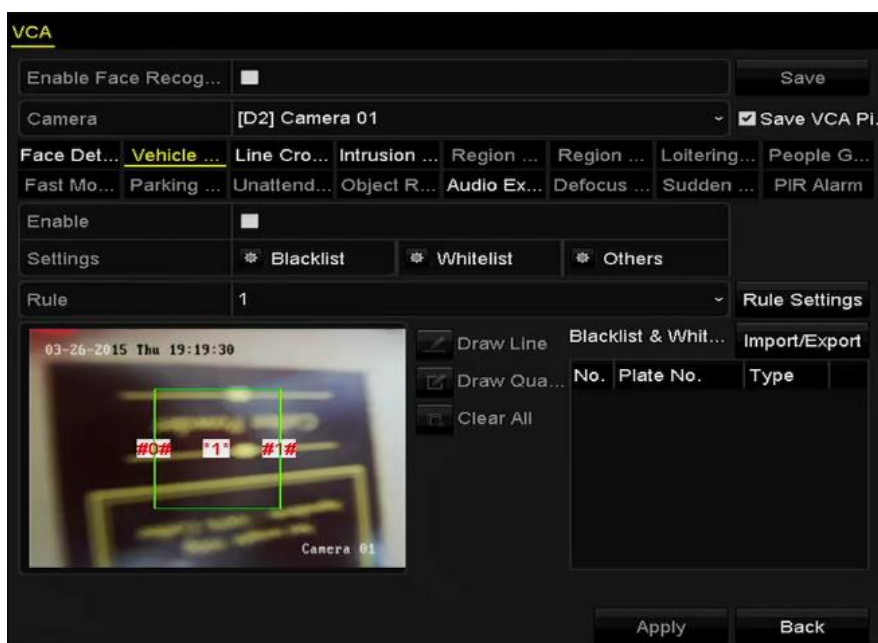 VCA
Enable Face Recog... Save
Camera [D2] Camera 01 Save VCA Pi.
Face Det... Vehicle ... Line Cro... Intrusion ... Region ... Region ... Loitering... People G...
Fast Mo... Parking ... Unattend... Object R... Audio Ex... Defocus ... Sudden ... PIR Alarm
Enable
Settings Blacklist Whitelist Others
Rule 1 Rule Settings
03-26-2015 Thu 19:19:30
#0# *1* #1#
Camera 01
Draw Line
Draw Qua...
Clear All
Blacklist & Whit... Import/Export
No. Plate No. Type
Apply Back